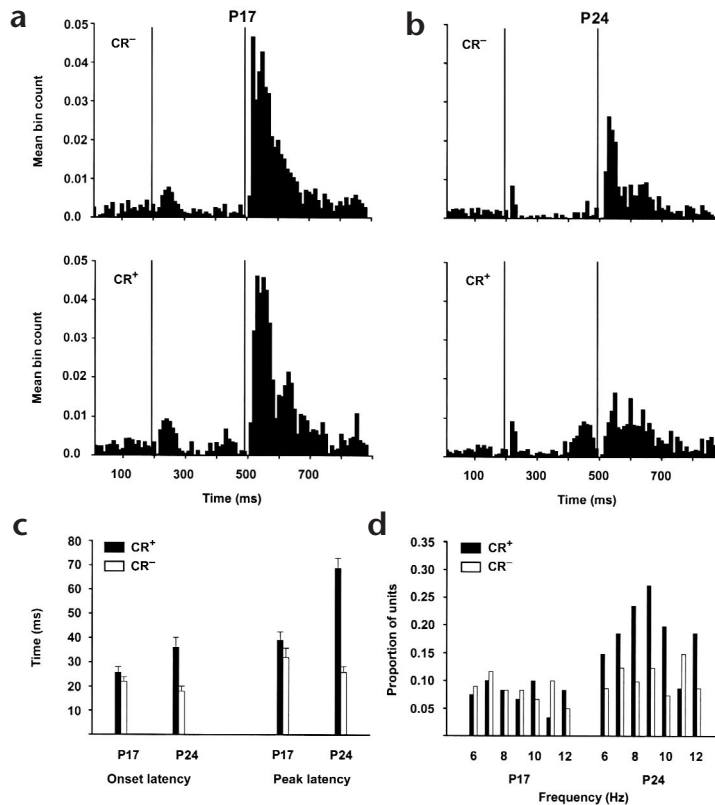 a
P17
b
P24
CR⁻
CR⁻
0.05
0.04
0.03
0.02
0.01
0.0
Mean bin count
CR⁺
CR⁺
0.05
0.04
0.03
0.02
0.01
0.0
Mean bin count
100 300 500 700
100 300 500 700
Time (ms)
Time (ms)
c
80
70
60
50
40
30
20
10
Time (ms)
CR⁺
CR⁻
P17 P24 P17 P24
Onset latency Peak latency
d
0.35
0.30
0.25
0.20
0.15
0.10
0.05
Proportion of units
CR⁺
CR⁻
6 8 10 12 6 8 10 12
P17 P24
Frequency (Hz)